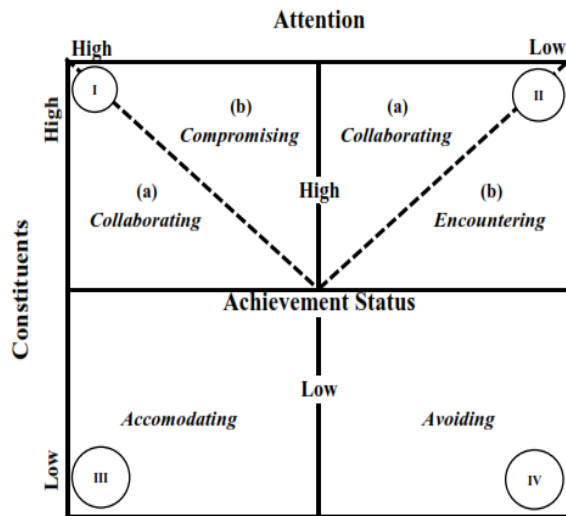 Attention
High
Low
I
II
(b)
(a)
Compromising
Collaborating
High
(a)
High
(b)
Collaborating
Encountering
Constituents
Achievement Status
Low
Accomodating
Avoiding
Low
III
IV